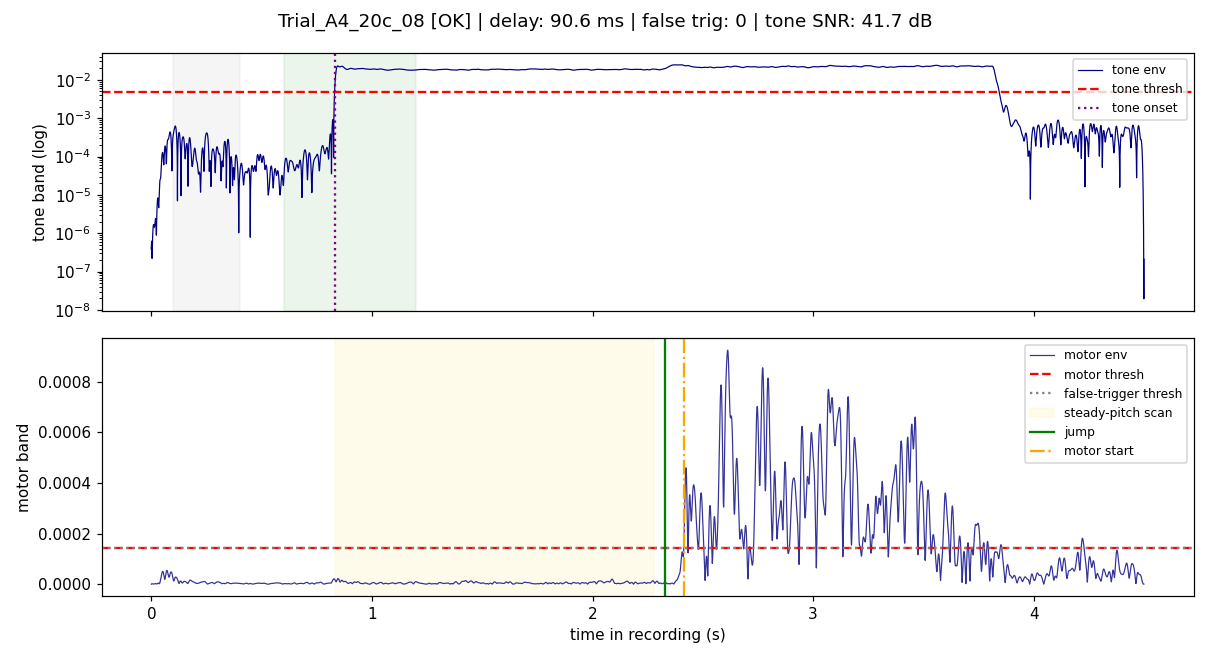 Trial_A4_20c_08 [OK] | delay: 90.6 ms | false trig: 0 | tone SNR: 41.7 dB
tone band (log)
10⁻²
10⁻³
10⁻⁴
10⁻⁵
10⁻⁶
10⁻⁷
10⁻⁸
tone env
tone thresh
tone onset
motor band
0.0008
0.0006
0.0004
0.0002
0.0000
motor env
motor thresh
false-trigger thresh
steady-pitch scan
jump
motor start
0 1 2 3 4
time in recording (s)